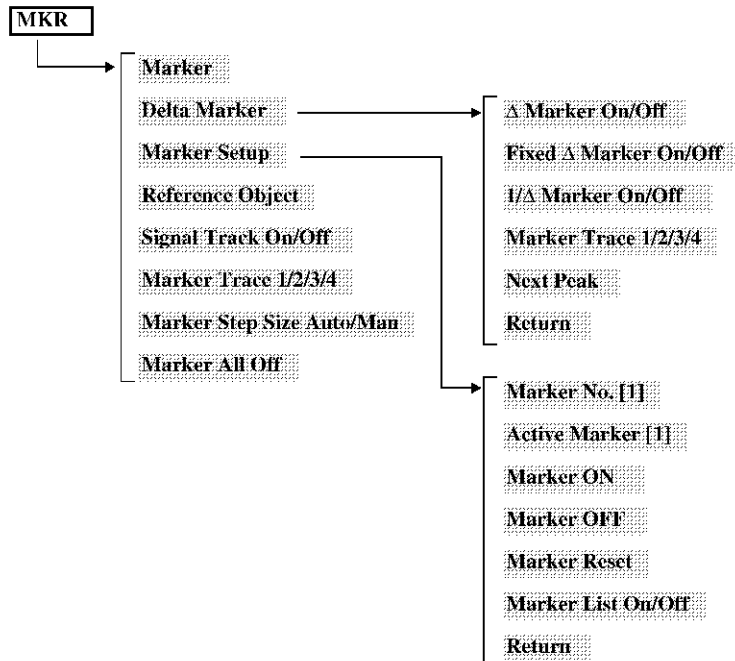 MKR
Marker
Delta Marker
Marker Setup
Reference Object
Signal Track On/Off
Marker Trace 1/2/3/4
Marker Step Size Auto/Man
Marker All Off
Δ Marker On/Off
Fixed Δ Marker On/Off
1/Δ Marker On/Off
Marker Trace 1/2/3/4
Next Peak
Return
Marker No. [1]
Active Marker [1]
Marker ON
Marker OFF
Marker Reset
Marker List On/Off
Return